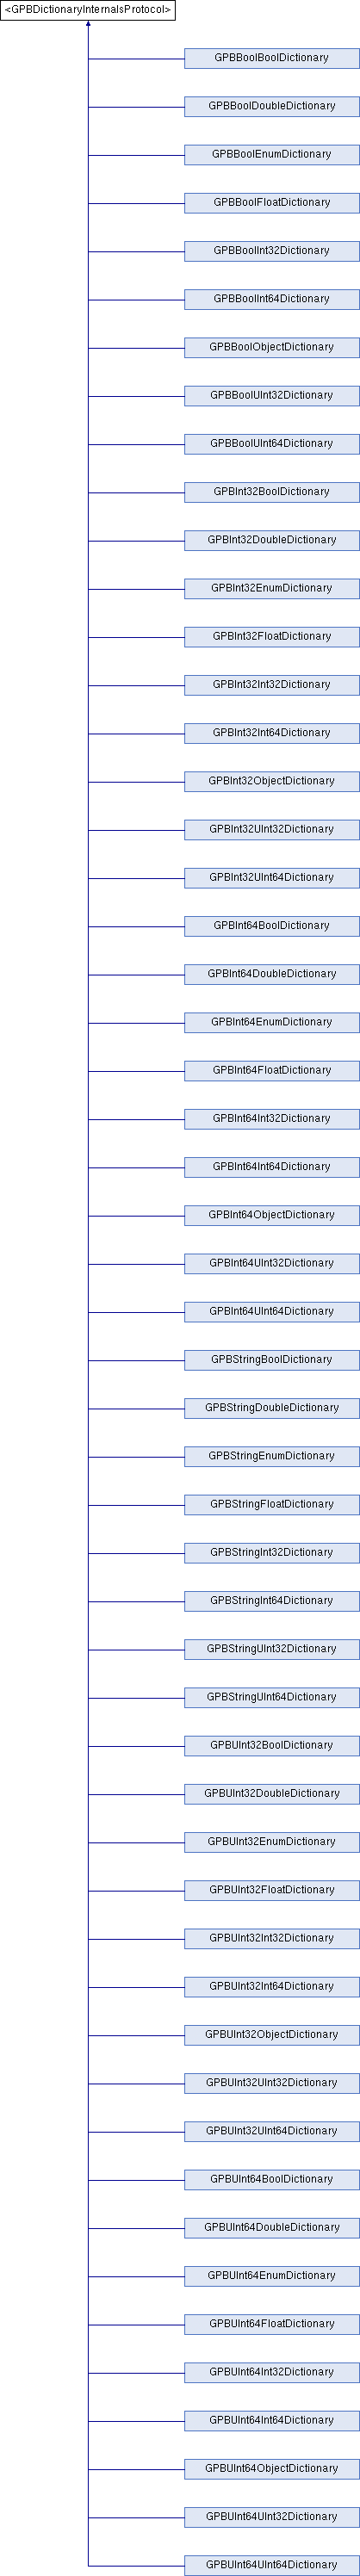 <GPBDictionaryInternalsProtocol>
GPBBoolBoolDictionary
GPBBoolDoubleDictionary
GPBBoolEnumDictionary
GPBBoolFloatDictionary
GPBBoolInt32Dictionary
GPBBoolInt64Dictionary
GPBBoolObjectDictionary
GPBBoolUInt32Dictionary
GPBBoolUInt64Dictionary
GPBInt32BoolDictionary
GPBInt32DoubleDictionary
GPBInt32EnumDictionary
GPBInt32FloatDictionary
GPBInt32Int32Dictionary
GPBInt32Int64Dictionary
GPBInt32ObjectDictionary
GPBInt32UInt32Dictionary
GPBInt32UInt64Dictionary
GPBInt64BoolDictionary
GPBInt64DoubleDictionary
GPBInt64EnumDictionary
GPBInt64FloatDictionary
GPBInt64Int32Dictionary
GPBInt64Int64Dictionary
GPBInt64ObjectDictionary
GPBInt64UInt32Dictionary
GPBInt64UInt64Dictionary
GPBStringBoolDictionary
GPBStringDoubleDictionary
GPBStringEnumDictionary
GPBStringFloatDictionary
GPBStringInt32Dictionary
GPBStringInt64Dictionary
GPBStringUInt32Dictionary
GPBStringUInt64Dictionary
GPBUInt32BoolDictionary
GPBUInt32DoubleDictionary
GPBUInt32EnumDictionary
GPBUInt32FloatDictionary
GPBUInt32Int32Dictionary
GPBUInt32Int64Dictionary
GPBUInt32ObjectDictionary
GPBUInt32UInt32Dictionary
GPBUInt32UInt64Dictionary
GPBUInt64BoolDictionary
GPBUInt64DoubleDictionary
GPBUInt64EnumDictionary
GPBUInt64FloatDictionary
GPBUInt64Int32Dictionary
GPBUInt64Int64Dictionary
GPBUInt64ObjectDictionary
GPBUInt64UInt32Dictionary
GPBUInt64UInt64Dictionary